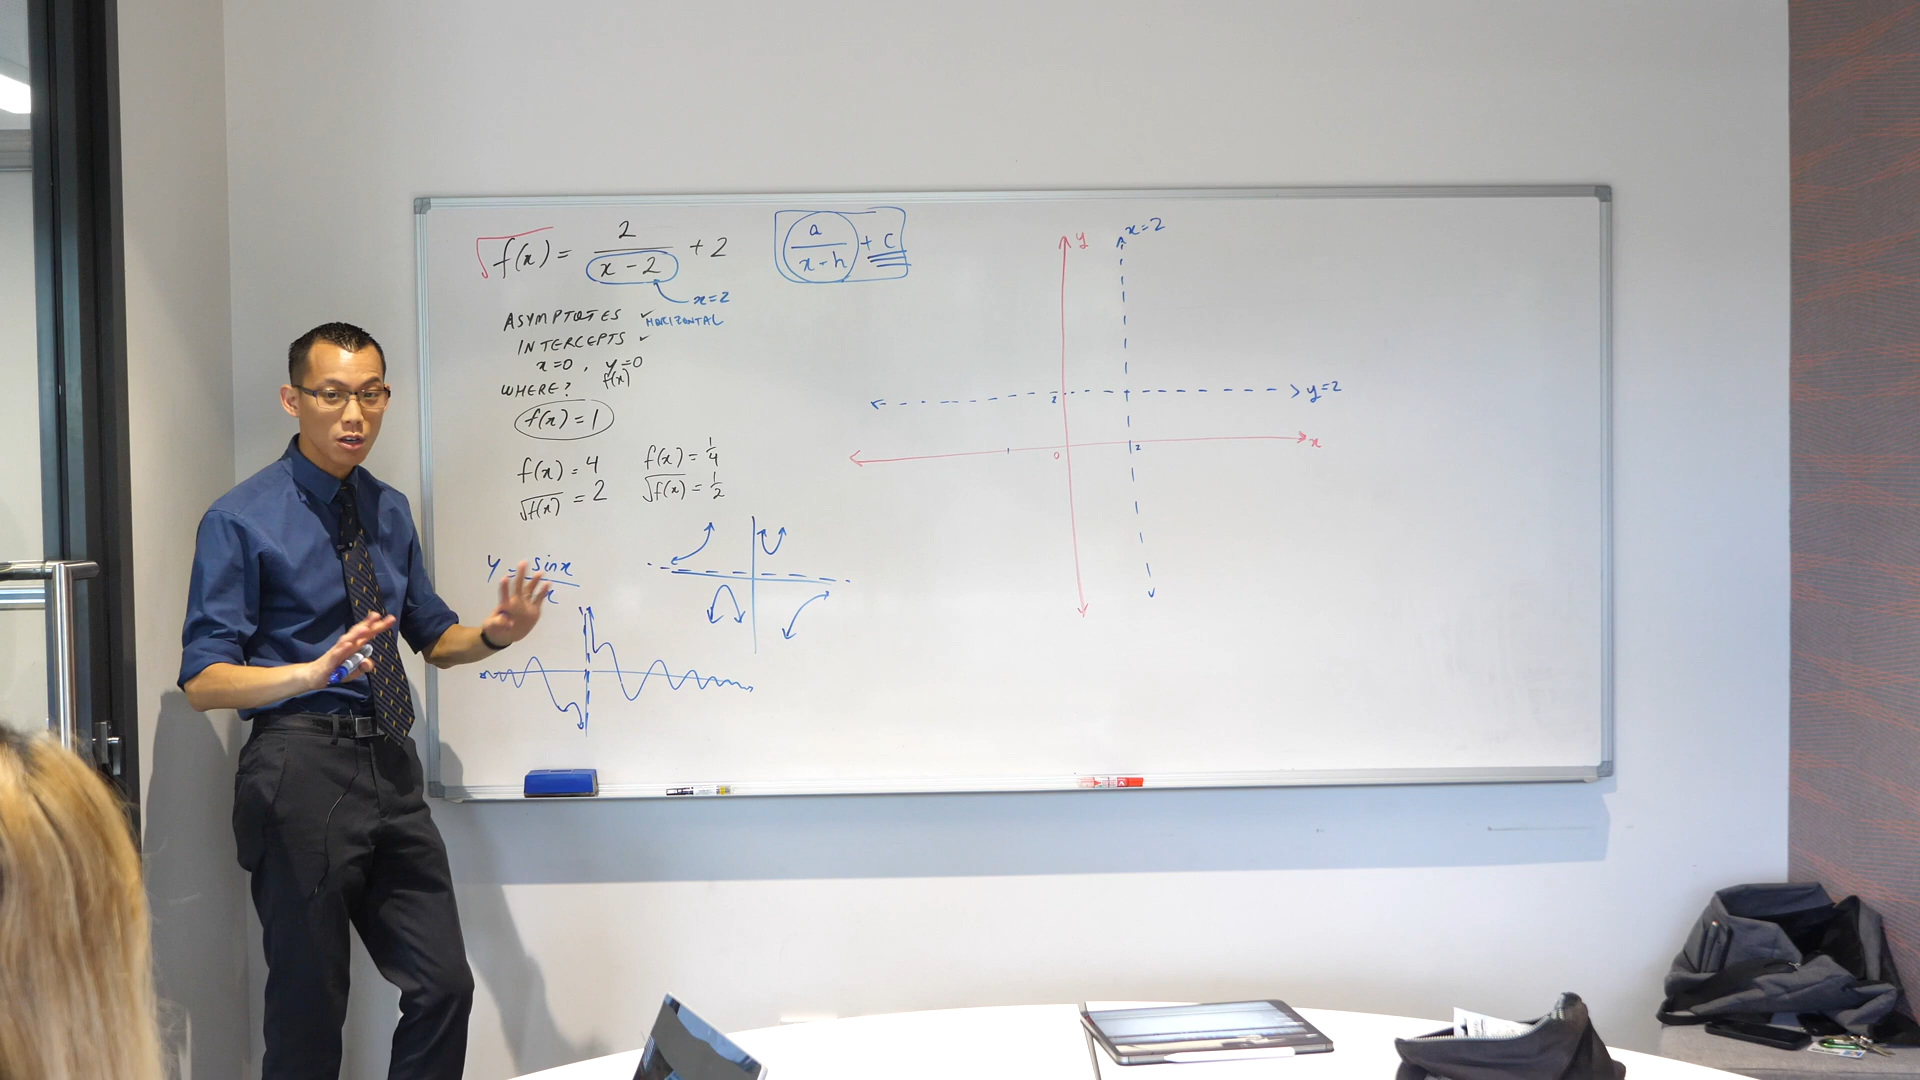 √f(x) = 2/(x-2) + 2
x=2
a/(x-h) + C
ASYMPTOTES ✓ HORIZONTAL
INTERCEPTS ✓
x=0, y=0
f(x)
WHERE?
f(x) = 1
f(x) = 4
√f(x) = 2
f(x) = 1/4
√f(x) = 1/2
y = sinx/x
y
x=2
2
y=2
0
2
x